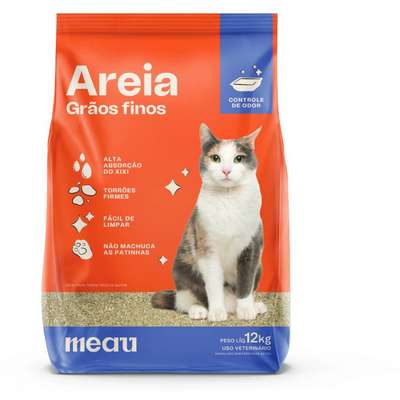 Areia
Grãos finos
CONTROLE
DE ODOR
ALTA
ABSORÇÃO
DO XIXI
TORRÕES
FIRMES
FÁCIL DE
LIMPAR
NÃO MACHUCA
AS PATINHAS
meau
PESO LÍQ 12kg
USO VETERINÁRIO